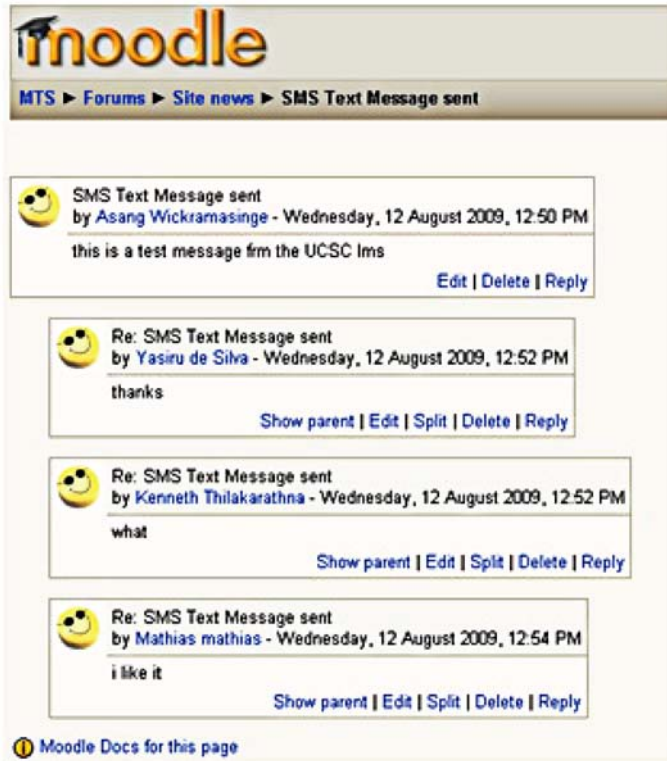 moodle
MTS ► Forums ► Site news ► SMS Text Message sent
SMS Text Message sent
by Asang Wickramasinge - Wednesday, 12 August 2009, 12:50 PM
this is a test message frm the UCSC lms
Edit | Delete | Reply
Re: SMS Text Message sent
by Yasiru de Silva - Wednesday, 12 August 2009, 12:52 PM
thanks
Show parent | Edit | Split | Delete | Reply
Re: SMS Text Message sent
by Kenneth Thilakarathna - Wednesday, 12 August 2009, 12:52 PM
what
Show parent | Edit | Split | Delete | Reply
Re: SMS Text Message sent
by Mathias mathias - Wednesday, 12 August 2009, 12:54 PM
i like it
Show parent | Edit | Split | Delete | Reply
Moodle Docs for this page